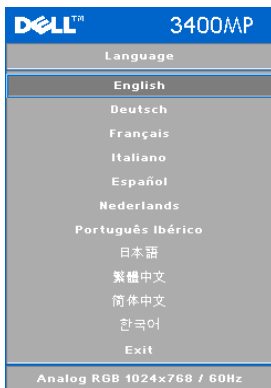 DELL™ 3400MP
Language
English
Deutsch
Français
Italiano
Español
Nederlands
Português Ibérico
日本語
繁體中文
简体中文
한국어
Exit
Analog RGB 1024x768 / 60Hz